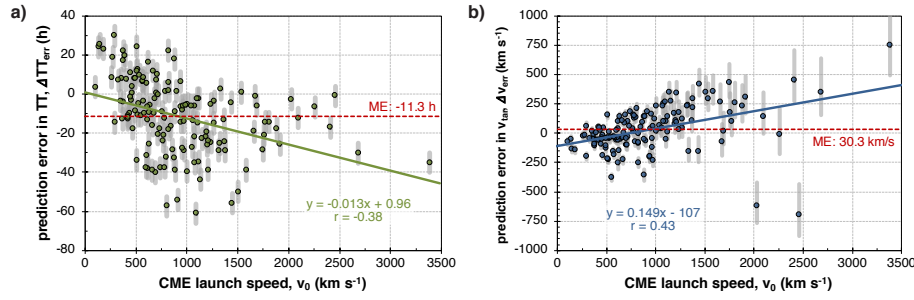 a)
prediction error in TT, ΔTTerr (h)
40
20
0
-20
-40
-60
-80
ME: -11.3 h
y = -0.013x + 0.96
r = -0.38
0 500 1000 1500 2000 2500 3000 3500
CME launch speed, v0 (km s-1)
b)
prediction error in vtan, Δverr (km s-1)
1000
750
500
250
0
-250
-500
-750
-1000
ME: 30.3 km/s
y = 0.149x - 107
r = 0.43
0 500 1000 1500 2000 2500 3000 3500
CME launch speed, v0 (km s-1)